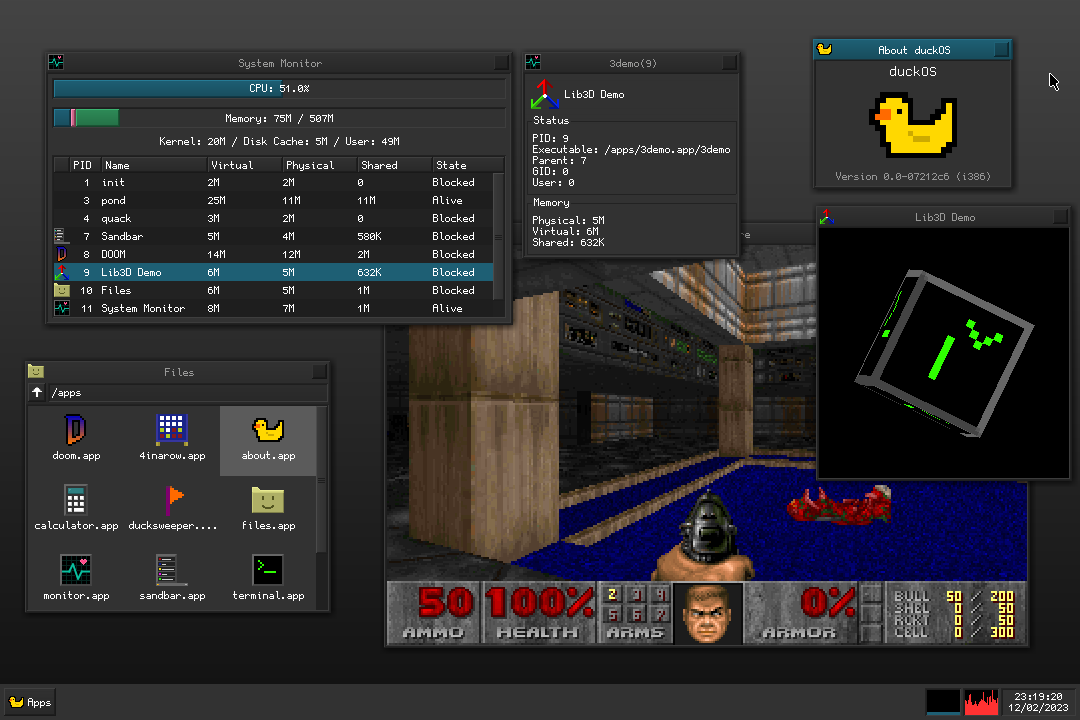 System Monitor
CPU: 51.0%
Memory: 75M / 507M
Kernel: 20M / Disk Cache: 5M / User: 49M
PID Name Virtual Physical Shared State
1 init 2M 2M 0 Blocked
3 pond 25M 11M 11M Alive
4 quack 3M 2M 0 Blocked
7 Sandbar 5M 4M 580K Blocked
8 DOOM 14M 12M 2M Blocked
9 Lib3D Demo 6M 5M 632K Blocked
10 Files 6M 5M 1M Blocked
11 System Monitor 8M 7M 1M Alive
3demo(9)
Lib3D Demo
Status
PID: 9
Executable: /apps/3demo.app/3demo
Parent: 7
GID: 0
User: 0
Memory
Physical: 5M
Virtual: 6M
Shared: 632K
About duckOS
duckOS
Version 0.0-07212c6 (i386)
Lib3D Demo
Files
/apps
doom.app 4inarow.app about.app
calculator.app ducksweeper.... files.app
monitor.app sandbar.app terminal.app
50 100% 2 3 4 0%
5 6 7
AMMO HEALTH ARMS ARMOR
BULL 50 / 200
SHEL 0 / 50
RCKT 0 / 50
CELL 0 / 300
Apps
23:19:20
12/02/2023